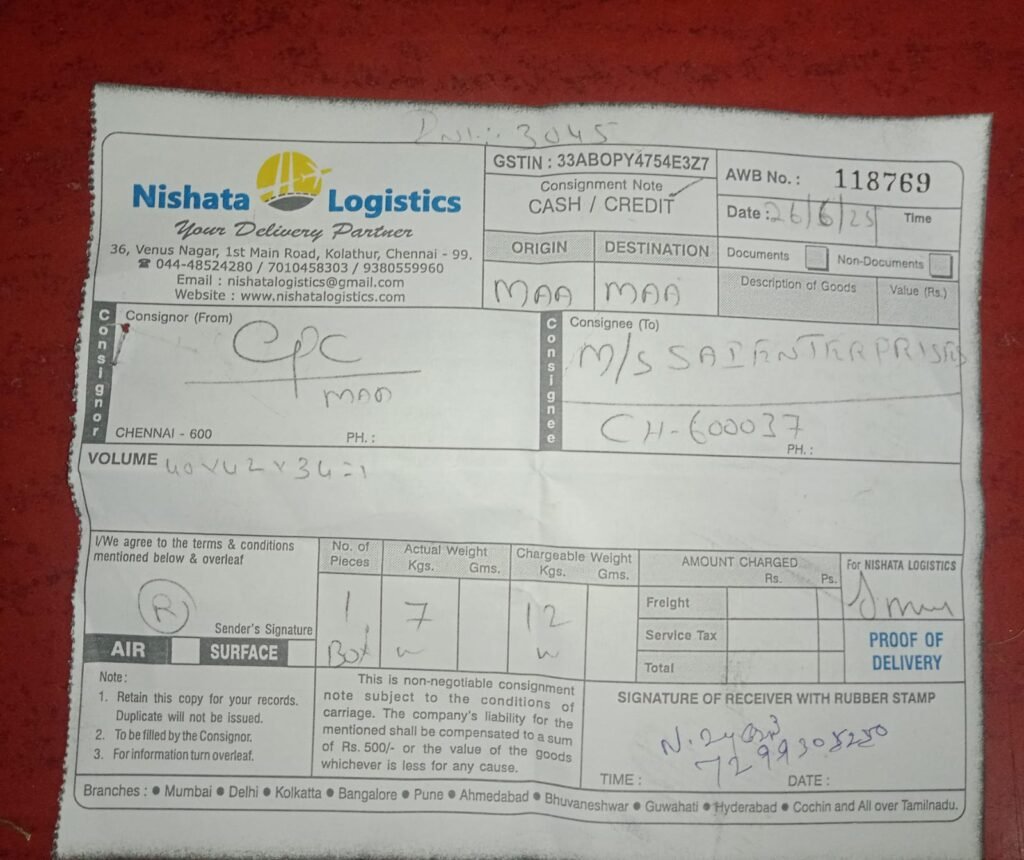 3045
Nishata Logistics
Your Delivery Partner
36, Venus Nagar, 1st Main Road, Kolathur, Chennai - 99.
☎ 044-48524280 / 7010458303 / 9380559960
Email : nishatalogistics@gmail.com
Website : www.nishatalogistics.com
GSTIN : 33ABOPY4754E3Z7
Consignment Note
CASH / CREDIT
ORIGIN DESTINATION
MAA MAA
AWB No. : 118769
Date : 26/6/25 Time
Documents Non-Documents
Description of Goods Value (Rs.)
Consignor
Consignor (From)
CPC
MAA
CHENNAI - 600 PH. :
Consignee
Consignee (To)
M/S SAI ENTERPRISES
CH-600037
PH. :
VOLUME 40×42×34=1
I/We agree to the terms & conditions
mentioned below & overleaf
R
Sender's Signature
AIR SURFACE
No. of Pieces
1
Box
Actual Weight
Kgs. Gms.
7
Chargeable Weight
Kgs. Gms.
12
AMOUNT CHARGED
Rs. Ps.
Freight
Service Tax
Total
For NISHATA LOGISTICS
PROOF OF
DELIVERY
Note :
1. Retain this copy for your records.
Duplicate will not be issued.
2. To be filled by the Consignor.
3. For information turn overleaf.
This is non-negotiable consignment
note subject to the conditions of
carriage. The company's liability for the
mentioned shall be compensated to a sum
of Rs. 500/- or the value of the goods
whichever is less for any cause.
SIGNATURE OF RECEIVER WITH RUBBER STAMP
7299305250
TIME : DATE :
Branches : ● Mumbai ● Delhi ● Kolkatta ● Bangalore ● Pune ● Ahmedabad ● Bhuvaneshwar ● Guwahati ● Hyderabad ● Cochin and All over Tamilnadu.